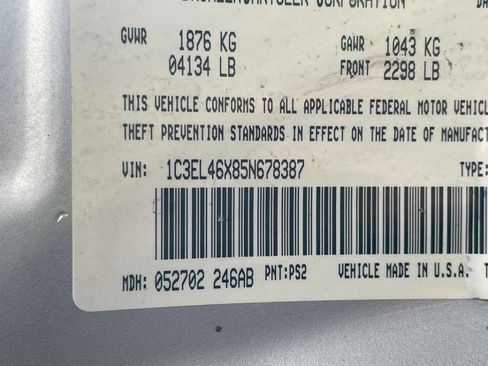 CORPORATION DA
GVWR 1876 KG GAWR 1043 KG
04134 LB FRONT 2298 LB
THIS VEHICLE CONFORMS TO ALL APPLICABLE FEDERAL MOTOR VEHICL
THEFT PREVENTION STANDARDS IN EFFECT ON THE DATE OF MANUFACT
VIN: 1C3EL46X85N678387 TYPE:
MDH: 052702 246AB PNT:PS2 VEHICLE MADE IN U.S.A. T